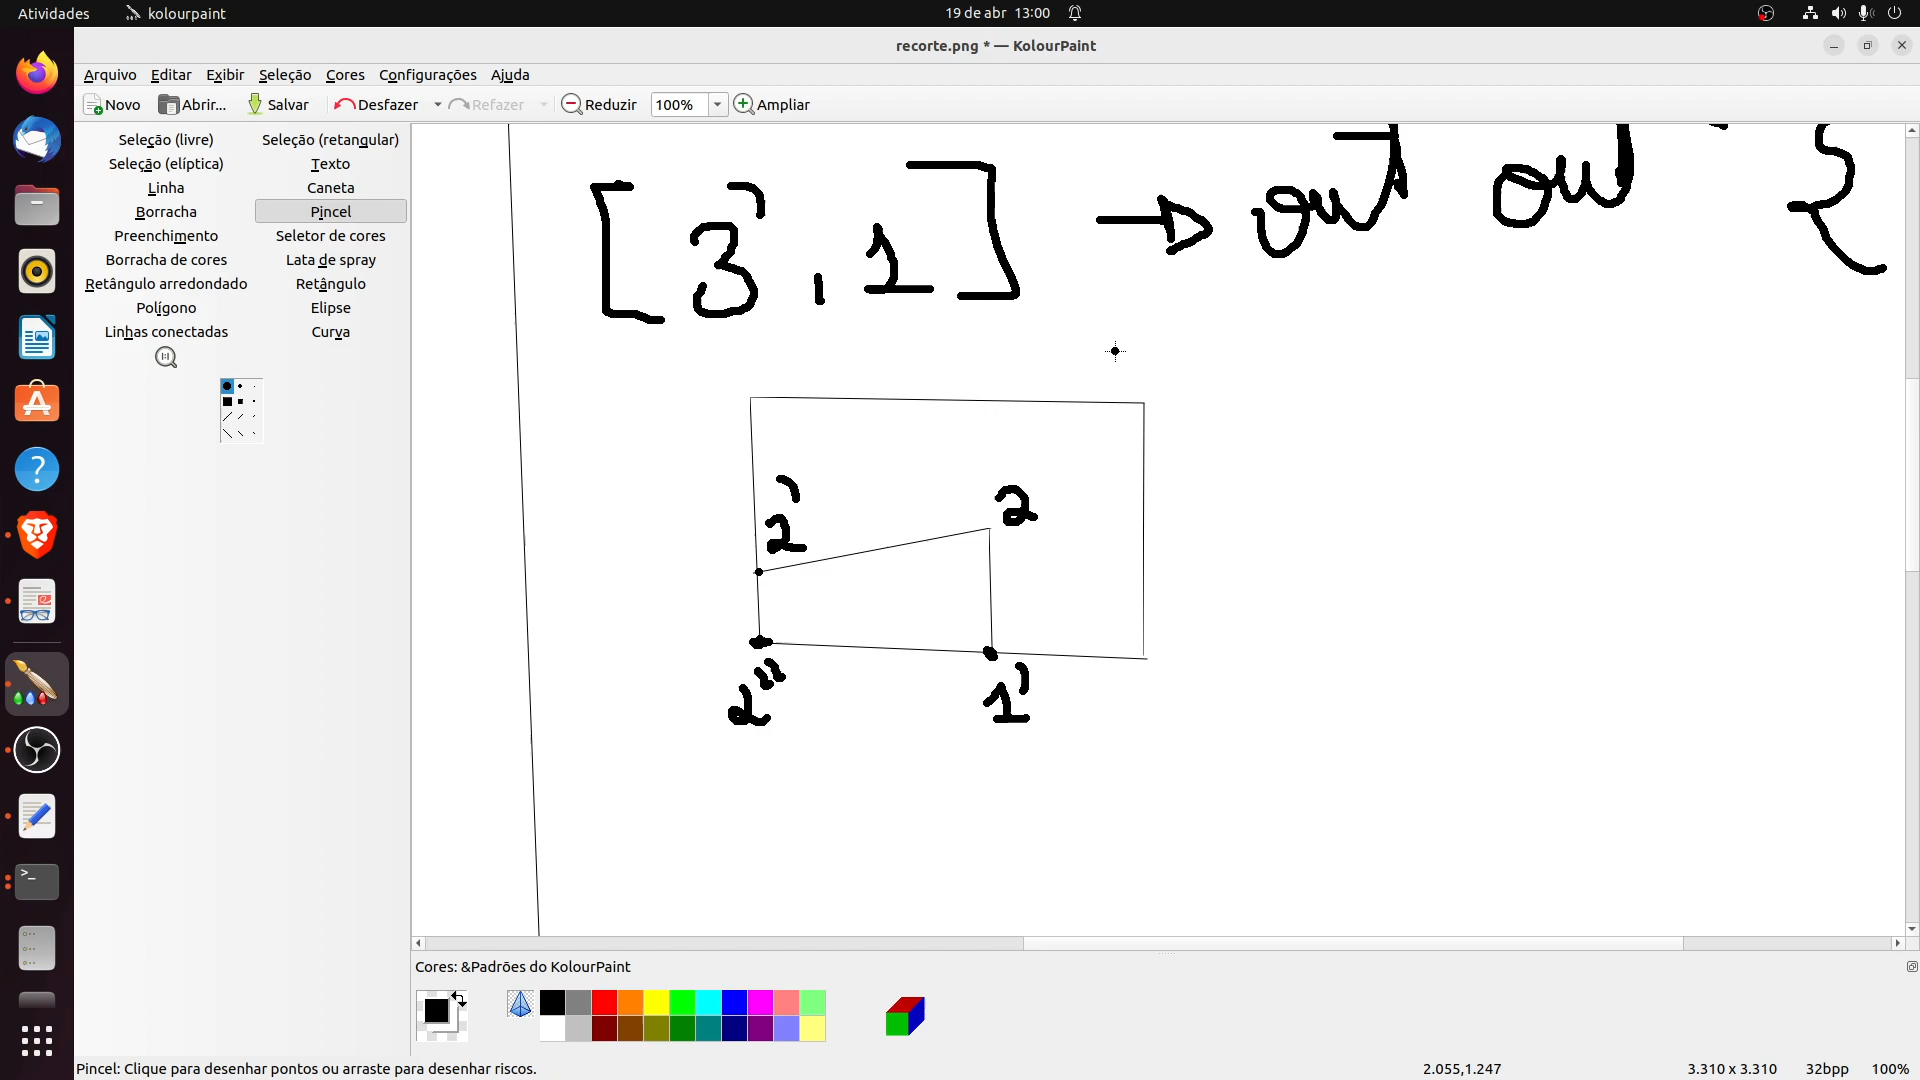 Atividades kolourpaint 19 de abr 13:00
recorte.png * — KolourPaint
Arquivo Editar Exibir Seleção Cores Configurações Ajuda
Novo Abrir... Salvar Desfazer Refazer Reduzir 100% Ampliar
Seleção (livre) Seleção (retangular)
Seleção (elíptica) Texto
Linha Caneta
Borracha Pincel
Preenchimento Seletor de cores
Borracha de cores Lata de spray
Retângulo arredondado Retângulo
Polígono Elipse
Linhas conectadas Curva
[3', 1] → out out
2' 2
2'' 1'
Cores: &Padrões do KolourPaint
Pincel: Clique para desenhar pontos ou arraste para desenhar riscos. 2.055,1.247 3.310 x 3.310 32bpp 100%